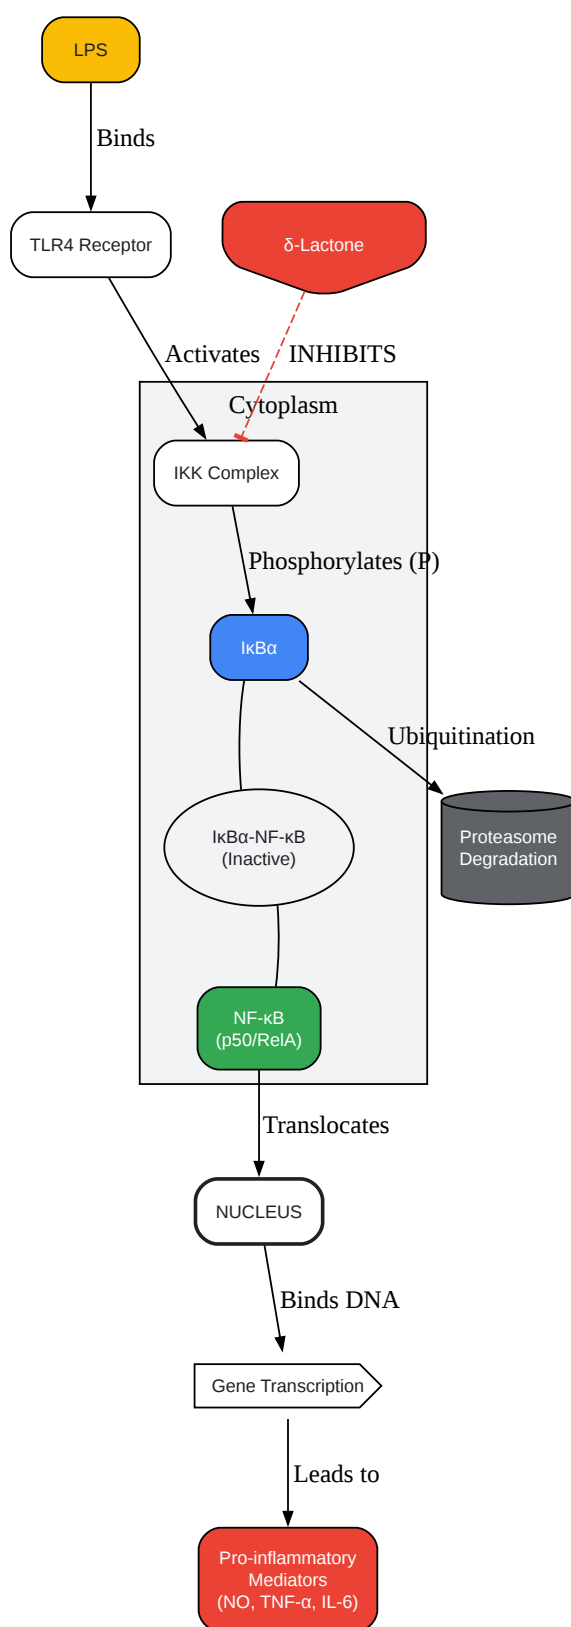 LPS
Binds
TLR4 Receptor
δ-Lactone
Activates
INHIBITS
Cytoplasm
IKK Complex
Phosphorylates (P)
IκBα
Ubiquitination
IκBα-NF-κB
(Inactive)
Proteasome
Degradation
NF-κB
(p50/RelA)
Translocates
NUCLEUS
Binds DNA
Gene Transcription
Leads to
Pro-inflammatory
Mediators
(NO, TNF-α, IL-6)